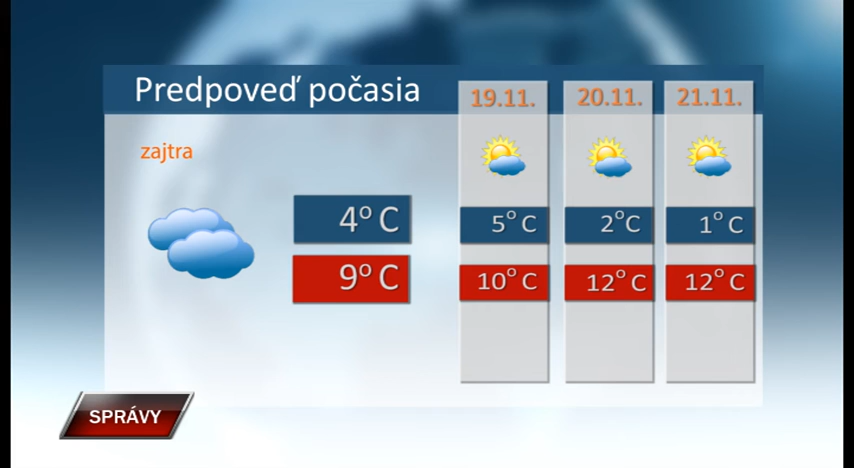 Predpoveď počasia
zajtra
4° C
9° C
19.11.
5° C
10° C
20.11.
2°C
12° C
21.11.
1° C
12° C
SPRÁVY